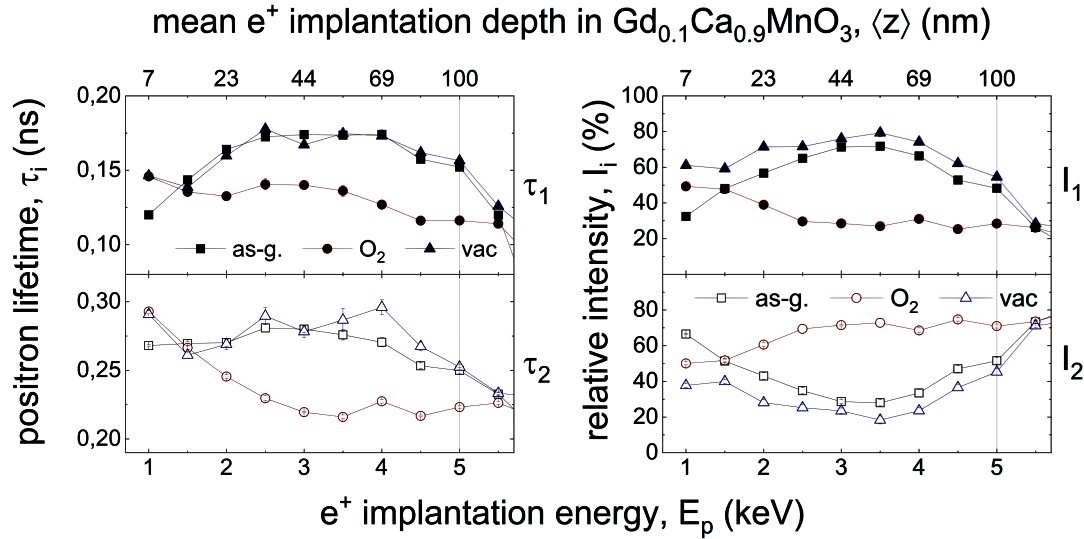 mean e⁺ implantation depth in Gd₀.₁Ca₀.₉MnO₃, ⟨z⟩ (nm)
7 23 44 69 100
7 23 44 69 100
positron lifetime, τᵢ (ns)
0,20
0,15
0,10
as-g. O₂ vac
τ₁
0,30
0,25
0,20
τ₂
1 2 3 4 5
relative intensity, Iᵢ (%)
100
80
60
40
20
I₁
as-g. O₂ vac
80
60
40
20
0
I₂
1 2 3 4 5
e⁺ implantation energy, Eₚ (keV)